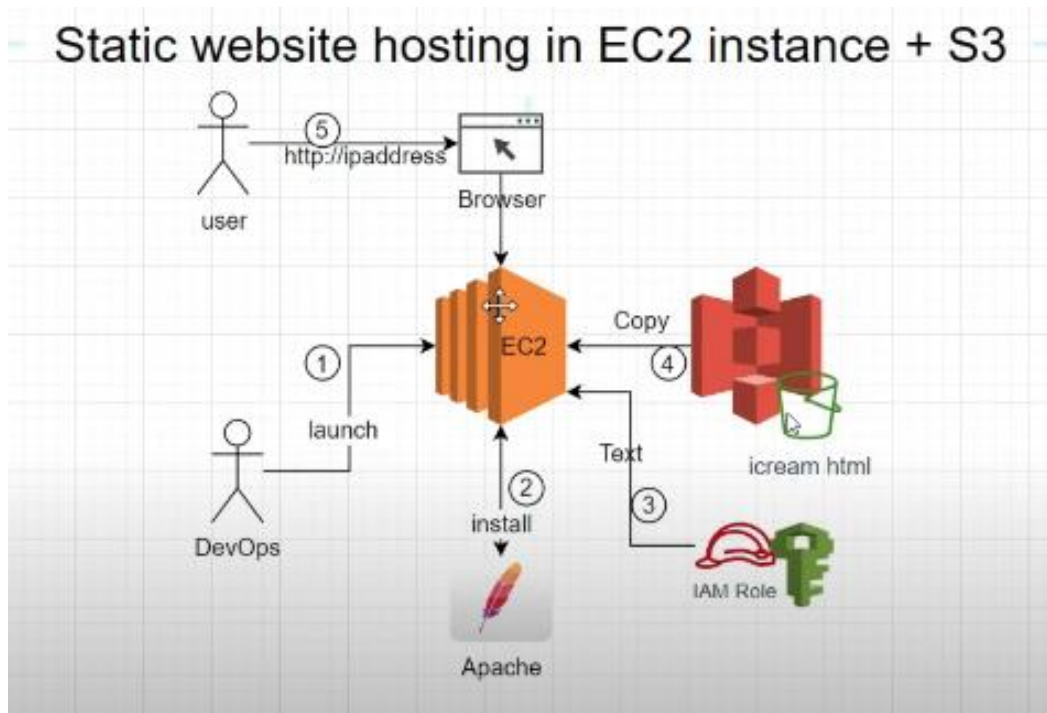 Static website hosting in EC2 instance + S3
5
http://ipaddress
Browser
user
EC2
Copy
4
1
launch
Text
icream html
2
3
install
DevOps
IAM Role
Apache